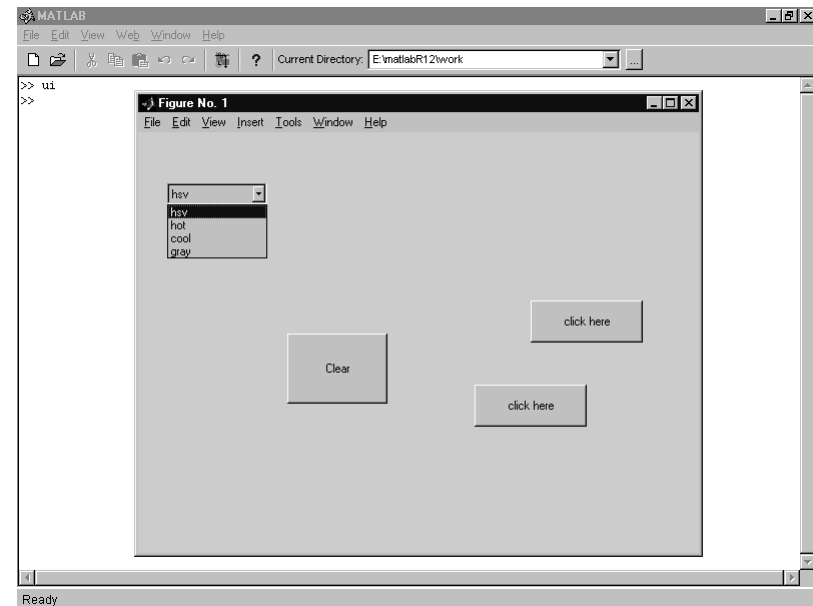 MATLAB
File Edit View Web Window Help
? Current Directory: E:\matlabR12\work ...
>> ui
>>
Figure No. 1
File Edit View Insert Tools Window Help
hsv
hsv
hot
cool
gray
click here
Clear
click here
Ready